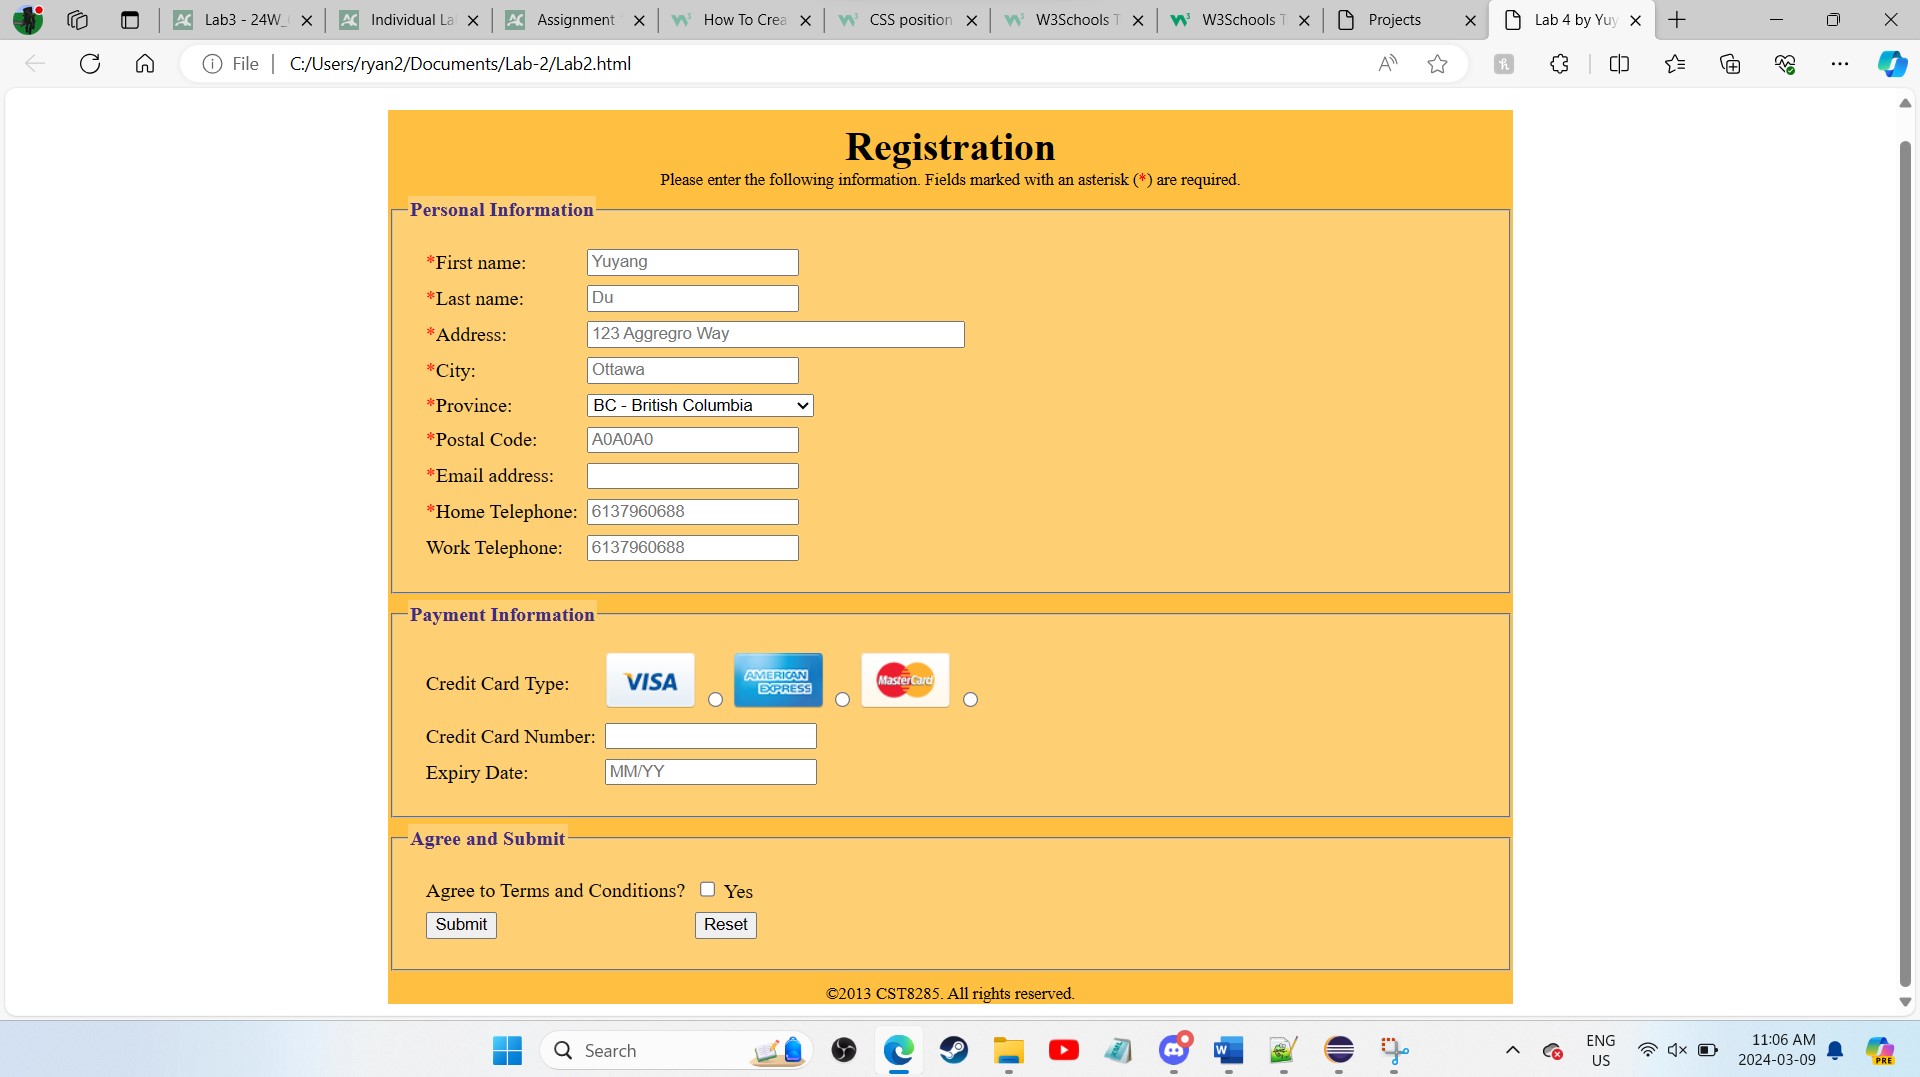 Lab3 - 24W_
Individual La
Assignment
How To Crea
CSS position
W3Schools T
W3Schools T
Projects
Lab 4 by Yuy
File
C:/Users/ryan2/Documents/Lab-2/Lab2.html
Registration
Please enter the following information. Fields marked with an asterisk (*) are required.
Personal Information
*First name: Yuyang
*Last name: Du
*Address: 123 Aggregro Way
*City: Ottawa
*Province: BC - British Columbia
*Postal Code: A0A0A0
*Email address:
*Home Telephone: 6137960688
Work Telephone: 6137960688
Payment Information
Credit Card Type: VISA AMERICAN EXPRESS MasterCard
Credit Card Number:
Expiry Date: MM/YY
Agree and Submit
Agree to Terms and Conditions? Yes
Submit Reset
©2013 CST8285. All rights reserved.
Search
ENG
US
11:06 AM
2024-03-09
PRE